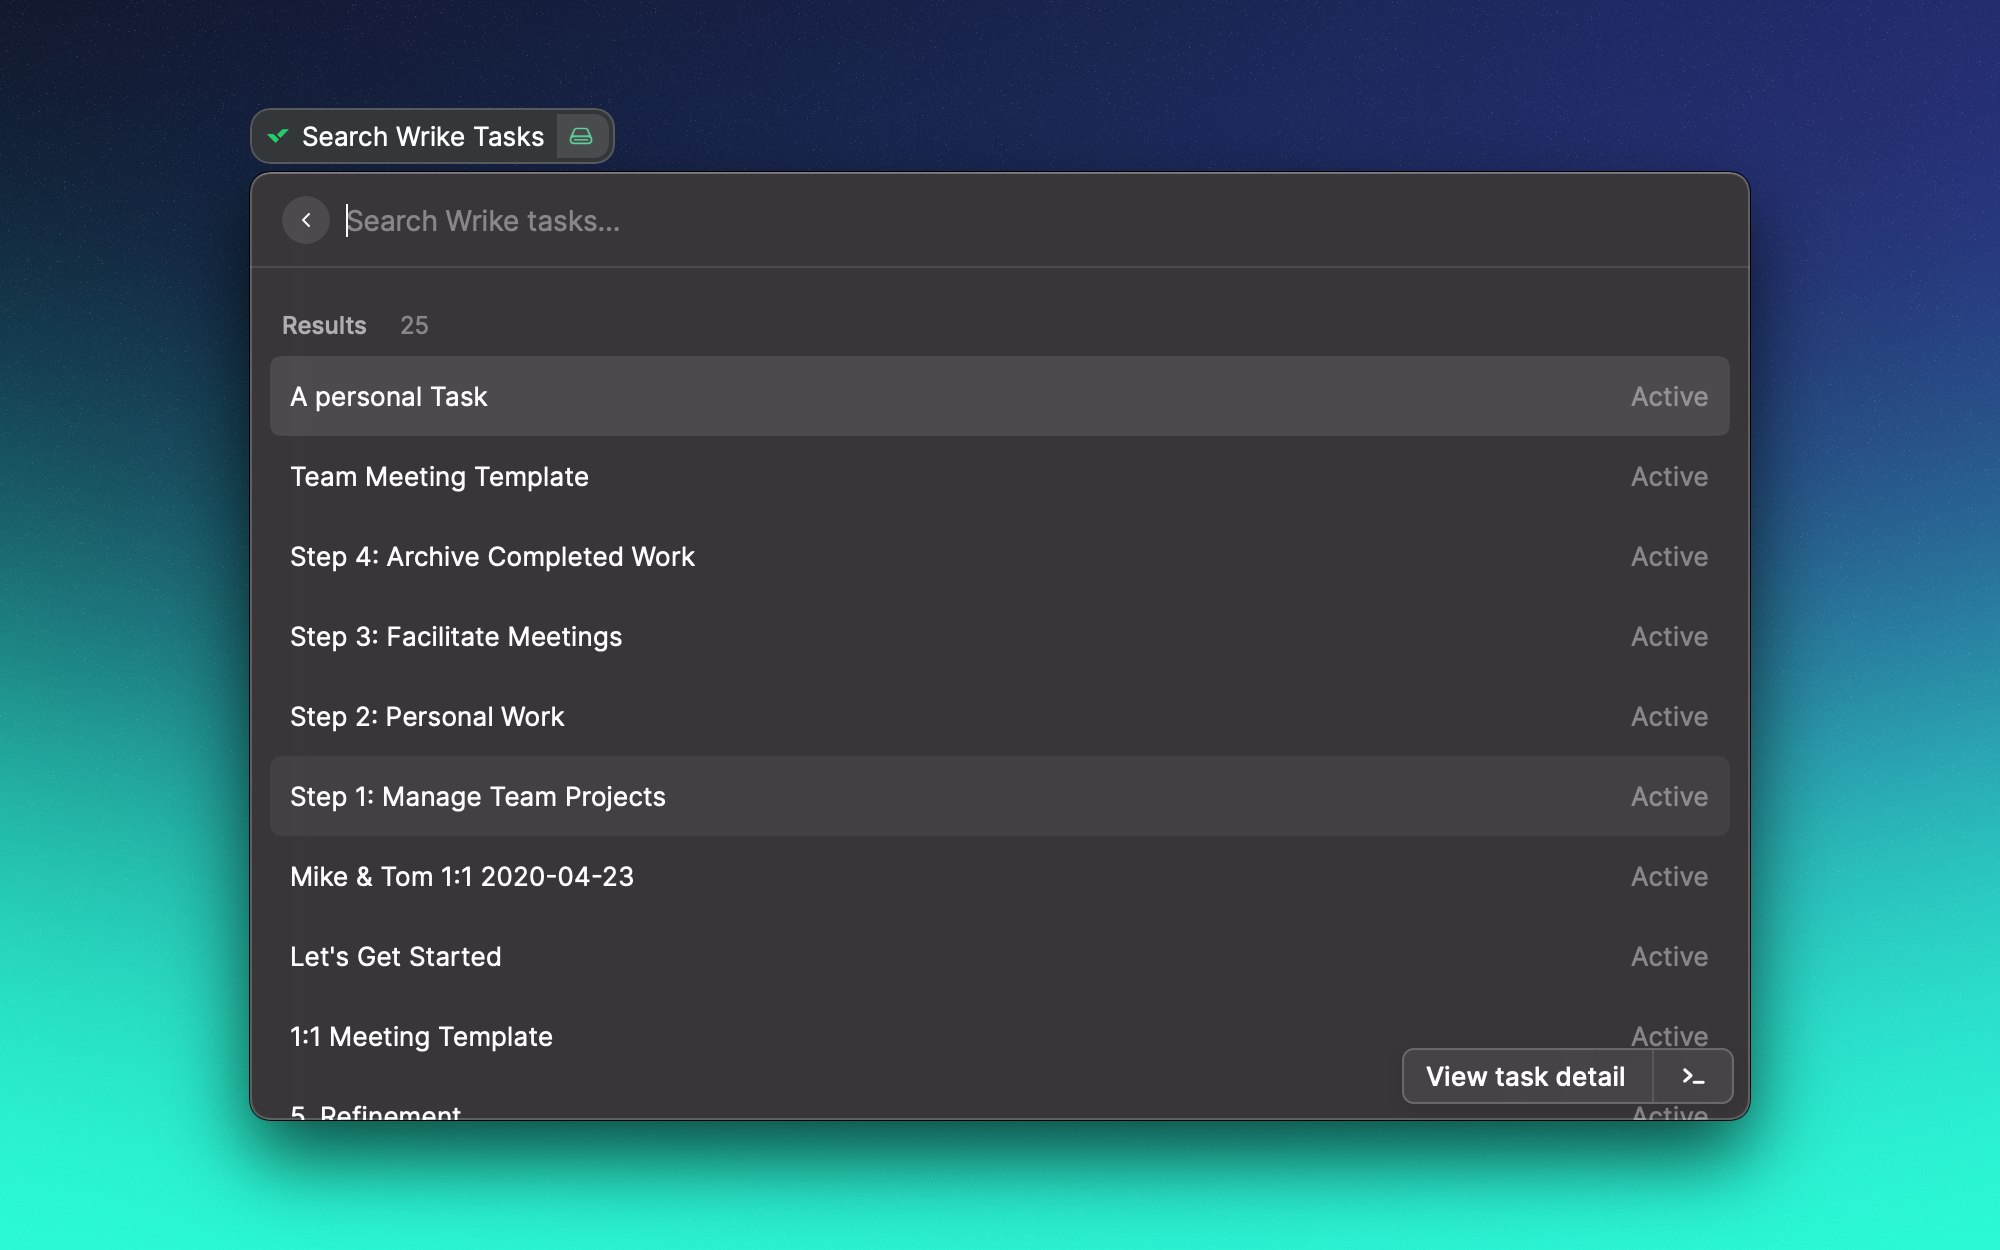 Search Wrike Tasks
Search Wrike tasks...
Results 25
A personal Task Active
Team Meeting Template Active
Step 4: Archive Completed Work Active
Step 3: Facilitate Meetings Active
Step 2: Personal Work Active
Step 1: Manage Team Projects Active
Mike & Tom 1:1 2020-04-23 Active
Let's Get Started Active
1:1 Meeting Template Active
View task detail >_
5. Refinement Active